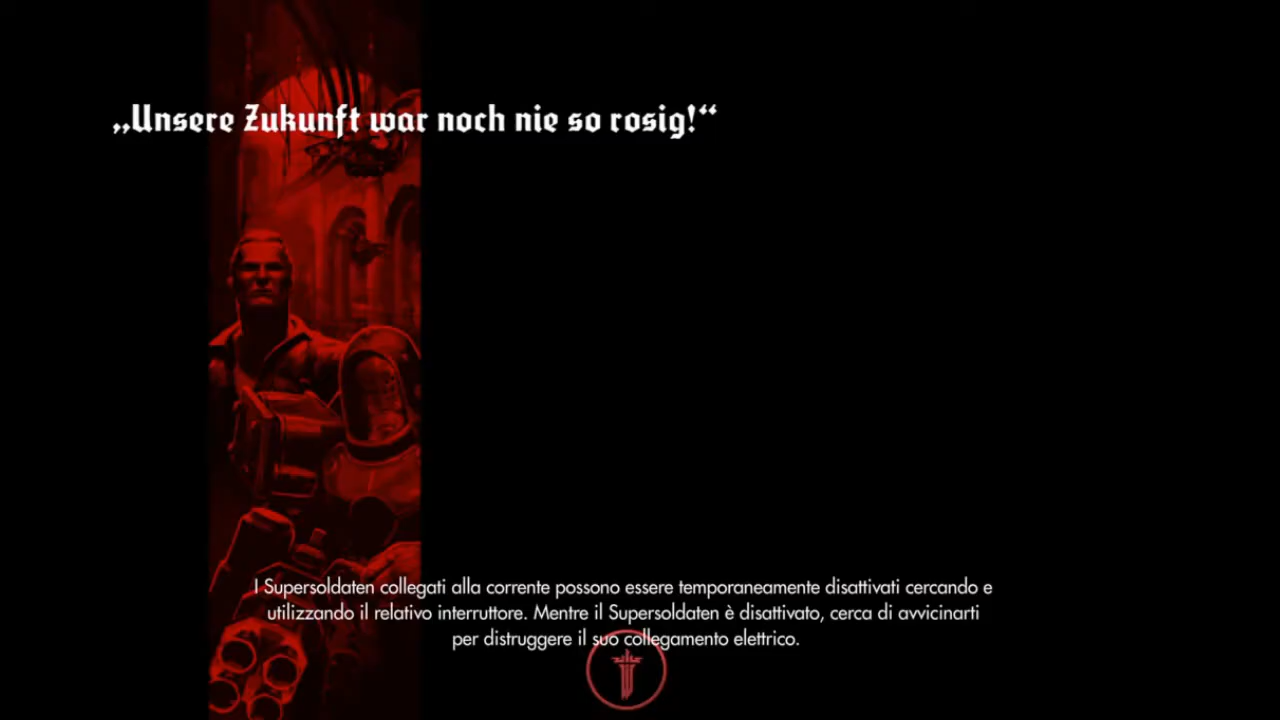 „Unsere Zukunft war noch nie so rosig!“
I Supersoldaten collegati alla corrente possono essere temporaneamente disattivati cercando e
utilizzando il relativo interruttore. Mentre il Supersoldaten è disattivato, cerca di avvicinarti
per distruggere il suo collegamento elettrico.